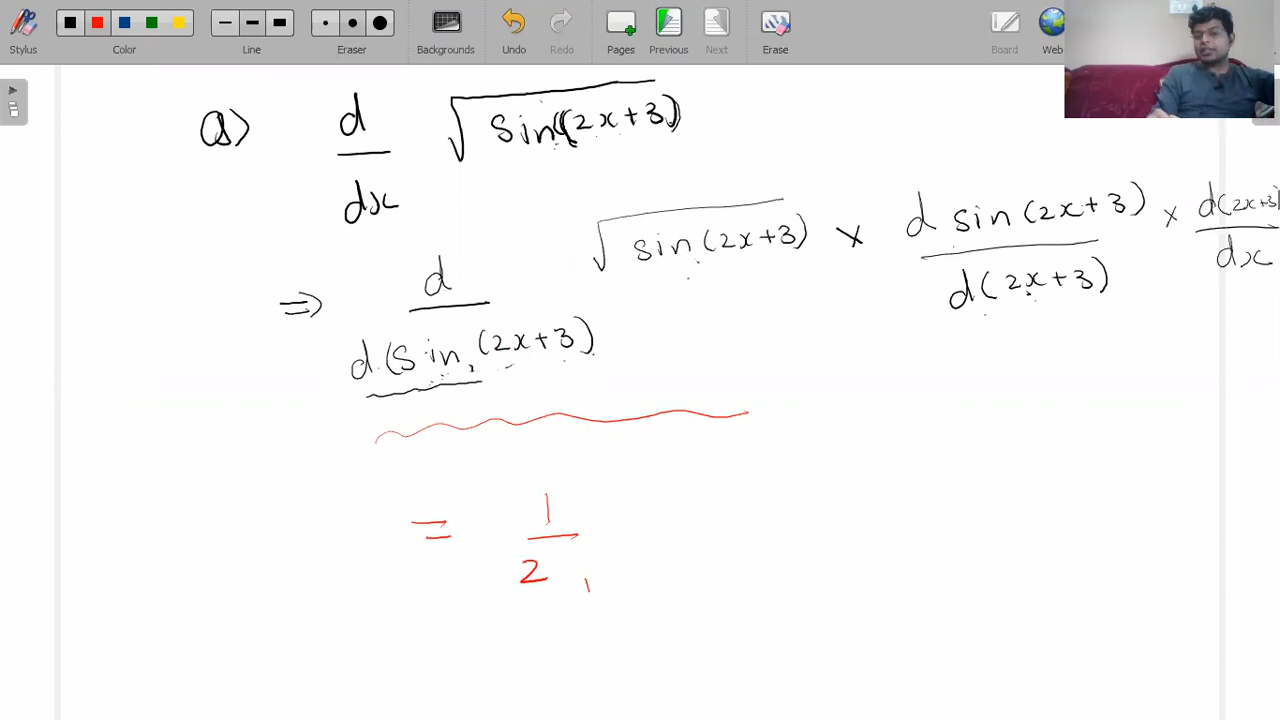 Stylus Color Line Eraser Backgrounds Undo Redo Pages Previous Next Erase Board Web
Q) d/dx √sin(2x+3)
=> d/d(sin(2x+3) √sin(2x+3) × d sin(2x+3)/d(2x+3) × d(2x+3)/dx
= 1/2